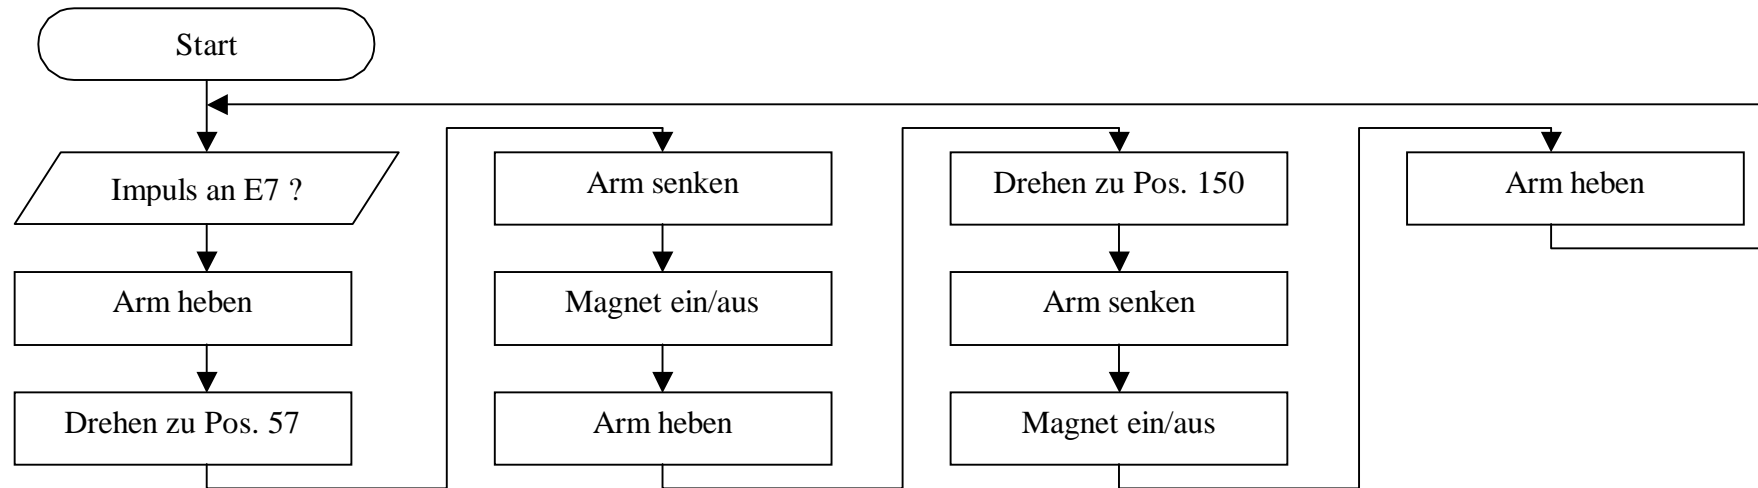 Start
Impuls an E7 ?
Arm heben
Drehen zu Pos. 57
Arm senken
Magnet ein/aus
Arm heben
Drehen zu Pos. 150
Arm senken
Magnet ein/aus
Arm heben